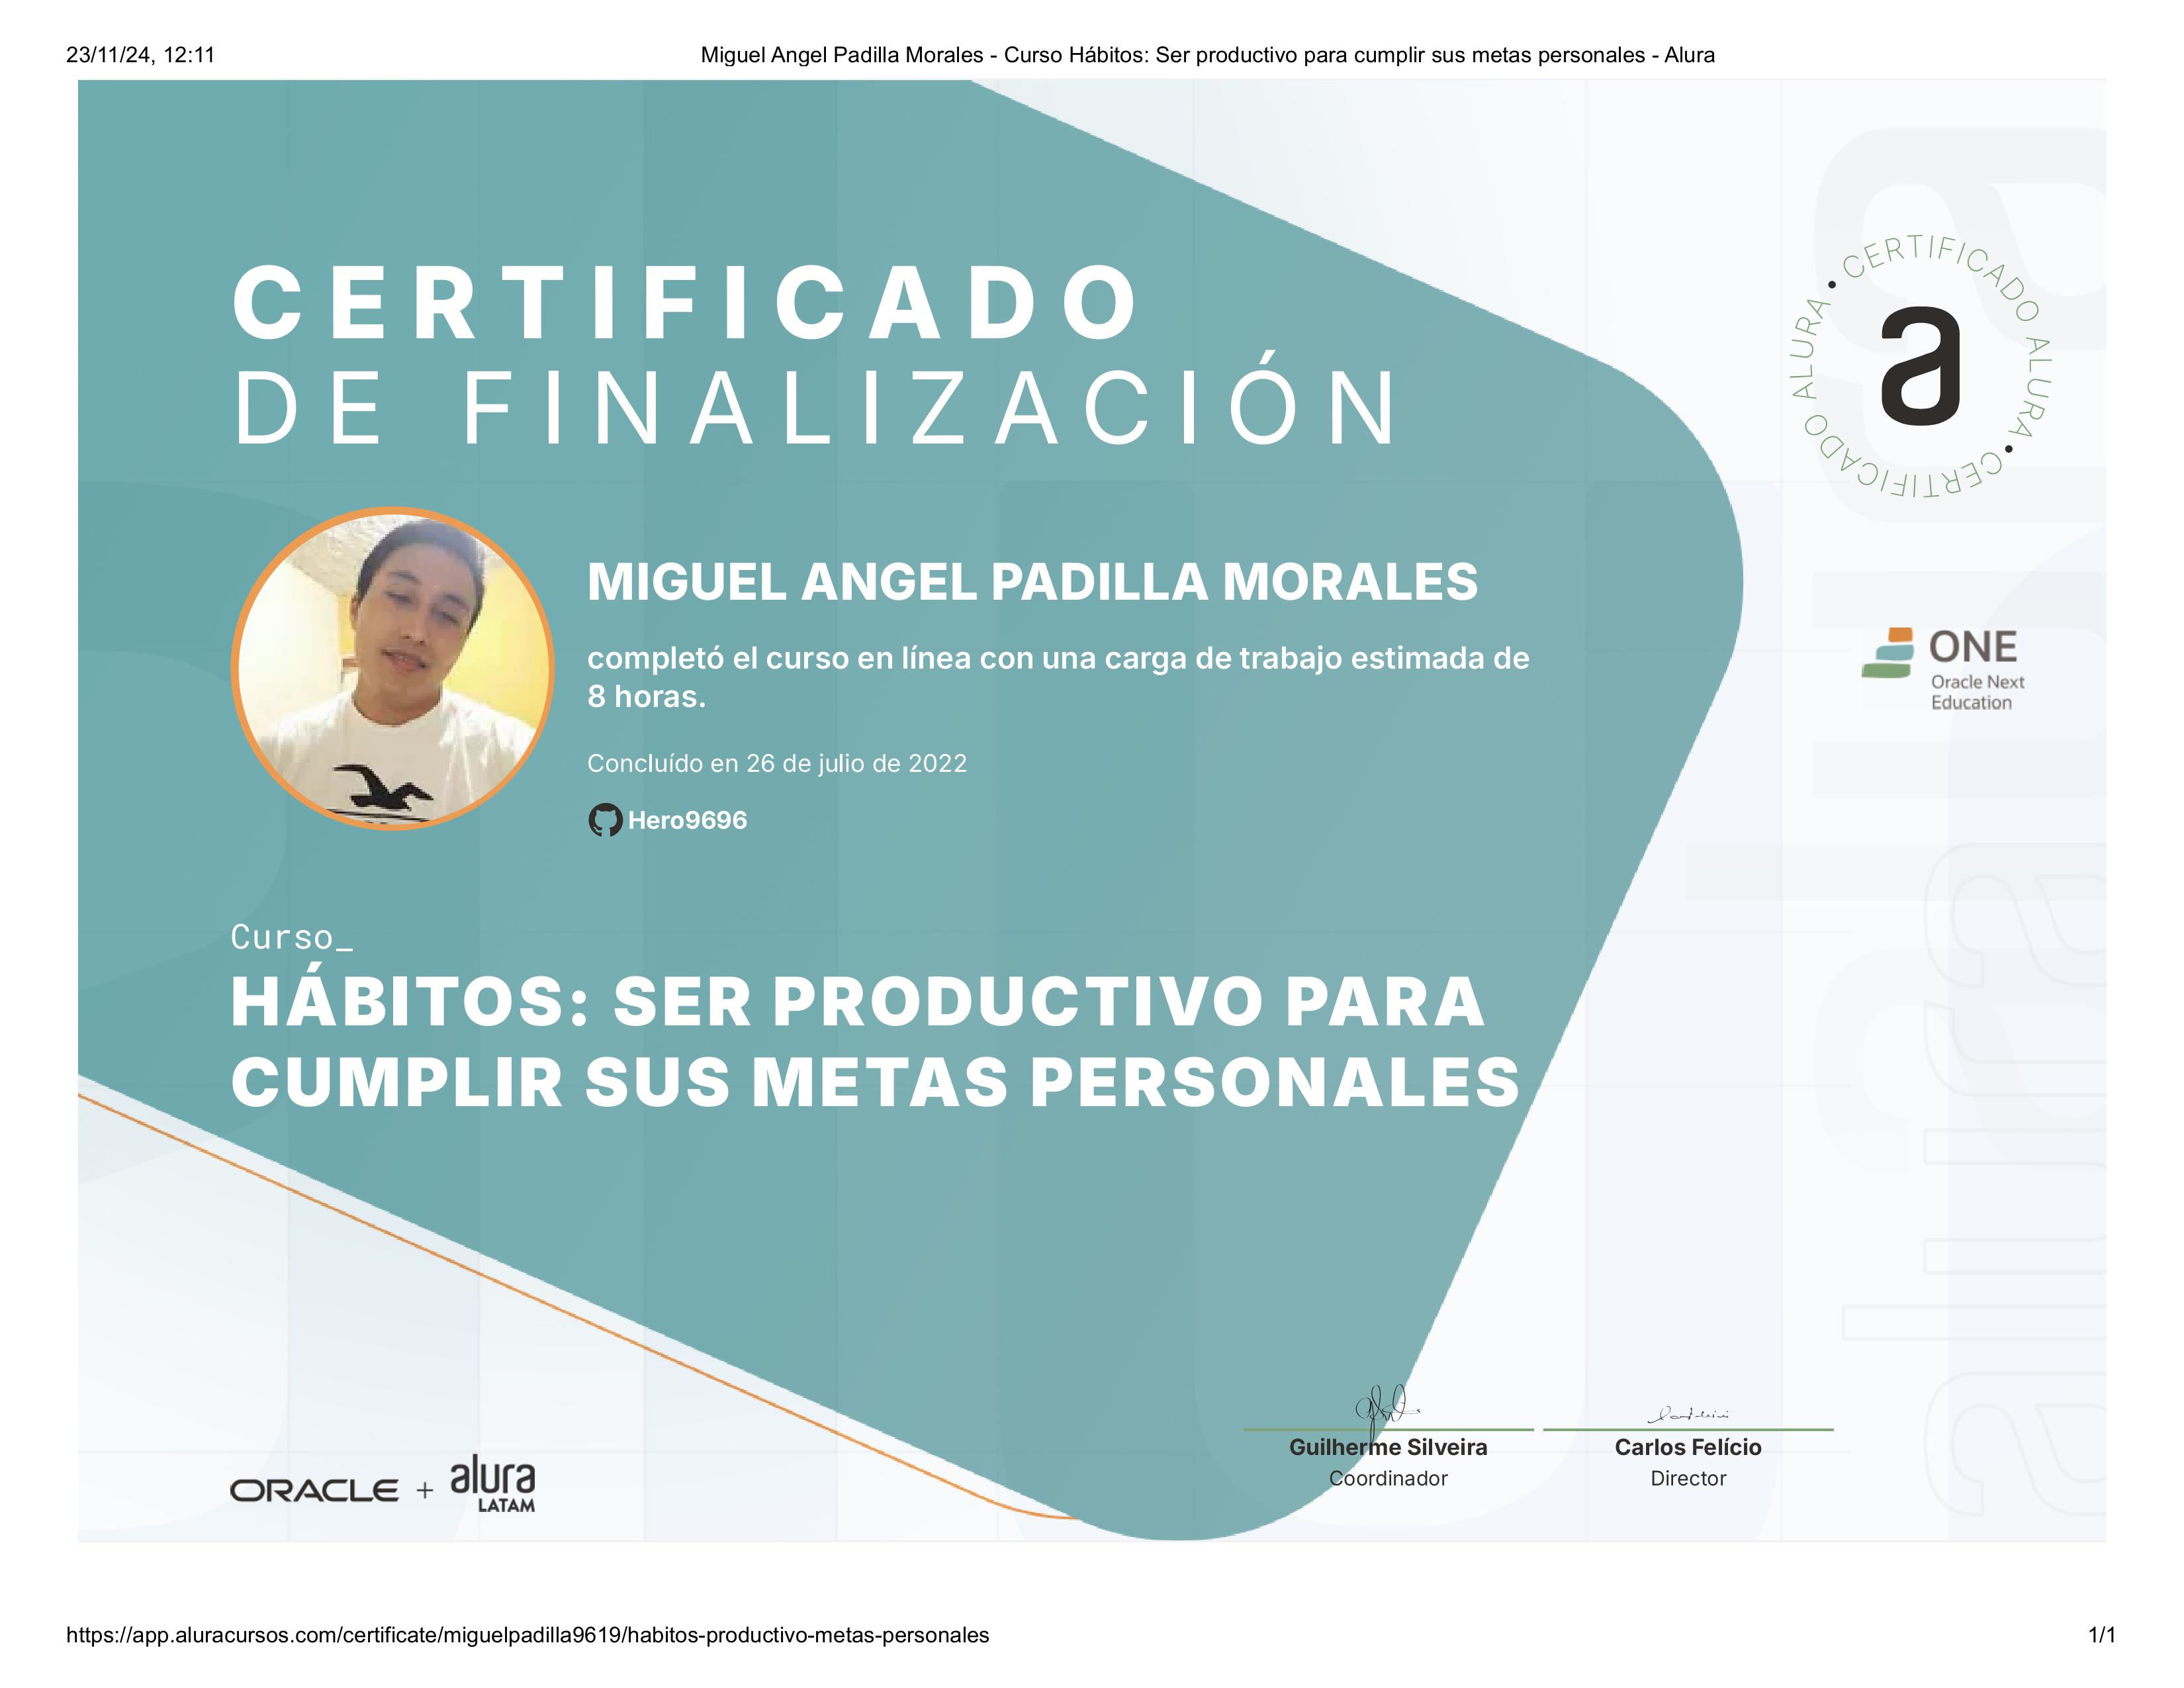 23/11/24, 12:11
Miguel Angel Padilla Morales - Curso Hábitos: Ser productivo para cumplir sus metas personales - Alura
CERTIFICADO
DE FINALIZACIÓN
CERTIFICADO ALURA • CERTIFICADO ALURA •
a
MIGUEL ANGEL PADILLA MORALES
completó el curso en línea con una carga de trabajo estimada de
8 horas.
Concluído en 26 de julio de 2022
Hero9696
ONE
Oracle Next
Education
Curso_
HÁBITOS: SER PRODUCTIVO PARA
CUMPLIR SUS METAS PERSONALES
Guilherme Silveira
Coordinador
Carlos Felício
Director
ORACLE + alura
LATAM
alura
https://app.aluracursos.com/certificate/miguelpadilla9619/habitos-productivo-metas-personales
1/1